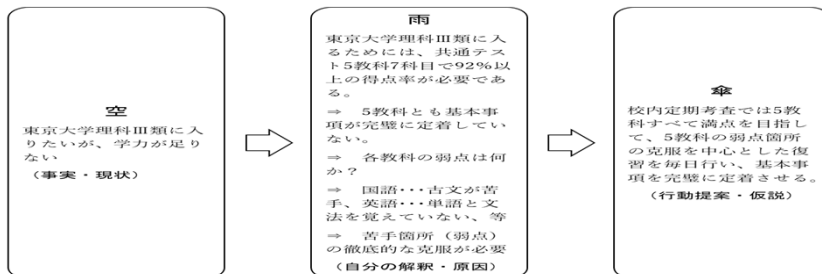 空
東京大学理科Ⅲ類に入
りたいが、学力が足り
ない
（事実・現状）
雨
東京大学理科Ⅲ類に入
るためには、共通テス
ト5教科7科目で92％以
上の得点率が必要であ
る。
⇒　5教科とも基本事
項が完璧に定着してい
ない。
⇒　各教科の弱点は何
か？
⇒　国語・・・古文が苦
手、英語・・・単語と文
法を覚えていない、等
⇒　苦手箇所（弱点）
の徹底的な克服が必要
（自分の解釈・原因）
傘
校内定期考査では5教
科すべて満点を目指し
て、5教科の弱点箇所
の克服を中心とした復
習を毎日行い、基本事
項を完璧に定着させる。
（行動提案・仮説）